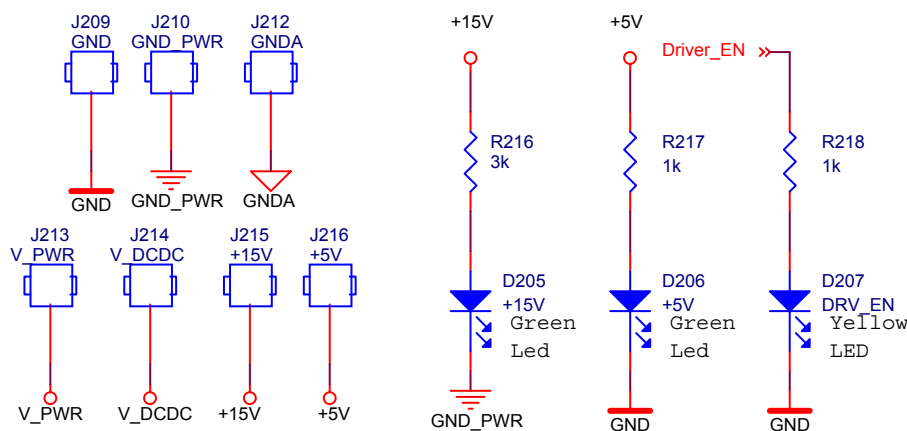 J209
GND
J210
GND_PWR
J212
GNDA
GND
GND_PWR
GNDA
J213
V_PWR
J214
V_DCDC
J215
+15V
J216
+5V
V_PWR
V_DCDC
+15V
+5V
+15V
R216
3k
D205
+15V
Green
Led
GND_PWR
+5V
R217
1k
D206
+5V
Green
Led
GND
Driver_EN
R218
1k
D207
DRV_EN
Yellow
LED
GND